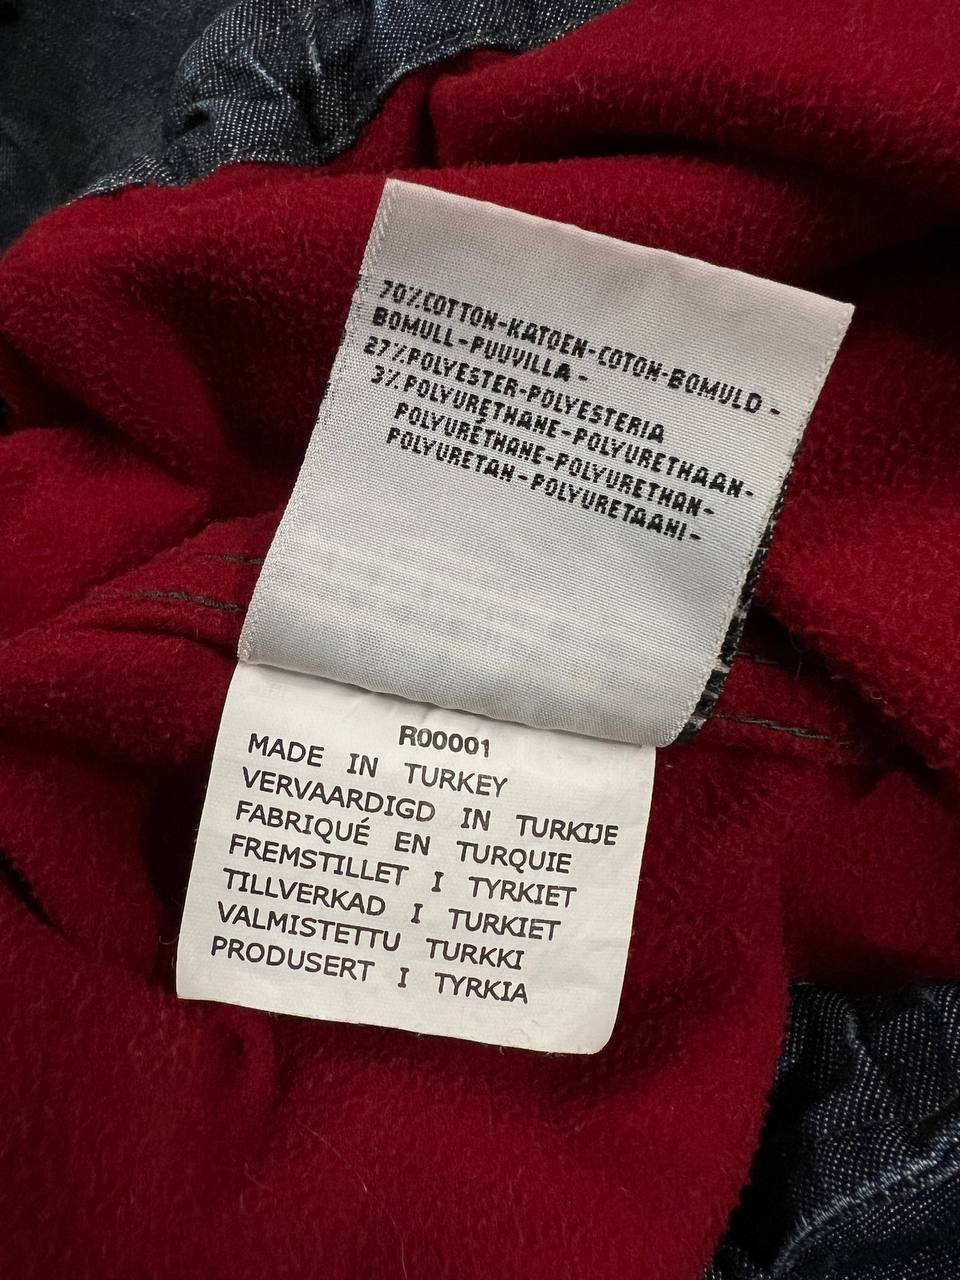 70%COTTON-KATOEN-COTON-BOMULD-
BOMULL-PUUVILLA-
27%POLYESTER-POLYESTERIA
3%POLYURETHANE-POLYURETHAAN-
POLYURÉTHANE-POLYURETHAN-
POLYURETAN-POLYURETAANI-
R00001
MADE IN TURKEY
VERVAARDIGD IN TURKIJE
FABRIQUÉ EN TURQUIE
FREMSTILLET I TYRKIET
TILLVERKAD I TURKIET
VALMISTETTU TURKKI
PRODUSERT I TYRKIA